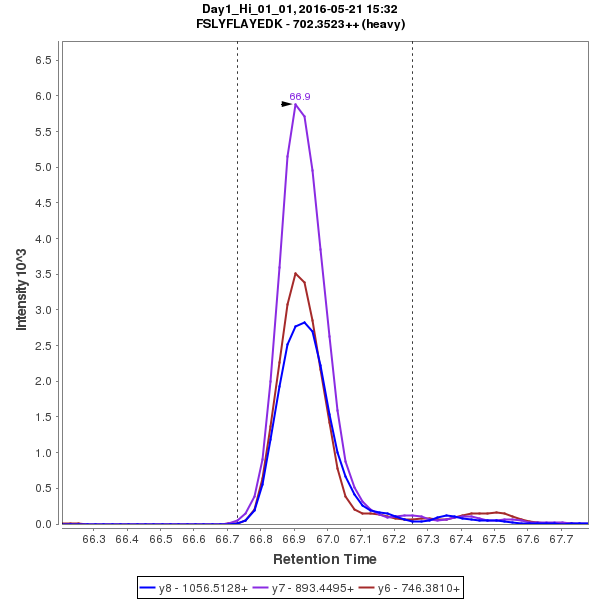 Day1_Hi_01_01, 2016-05-21 15:32
FSLYFLAYEDK - 702.3523++ (heavy)
66.9
Intensity 10^3
6.5
6.0
5.5
5.0
4.5
4.0
3.5
3.0
2.5
2.0
1.5
1.0
0.5
0.0
66.3 66.4 66.5 66.6 66.7 66.8 66.9 67.0 67.1 67.2 67.3 67.4 67.5 67.6 67.7
Retention Time
y8 - 1056.5128+ y7 - 893.4495+ y6 - 746.3810+